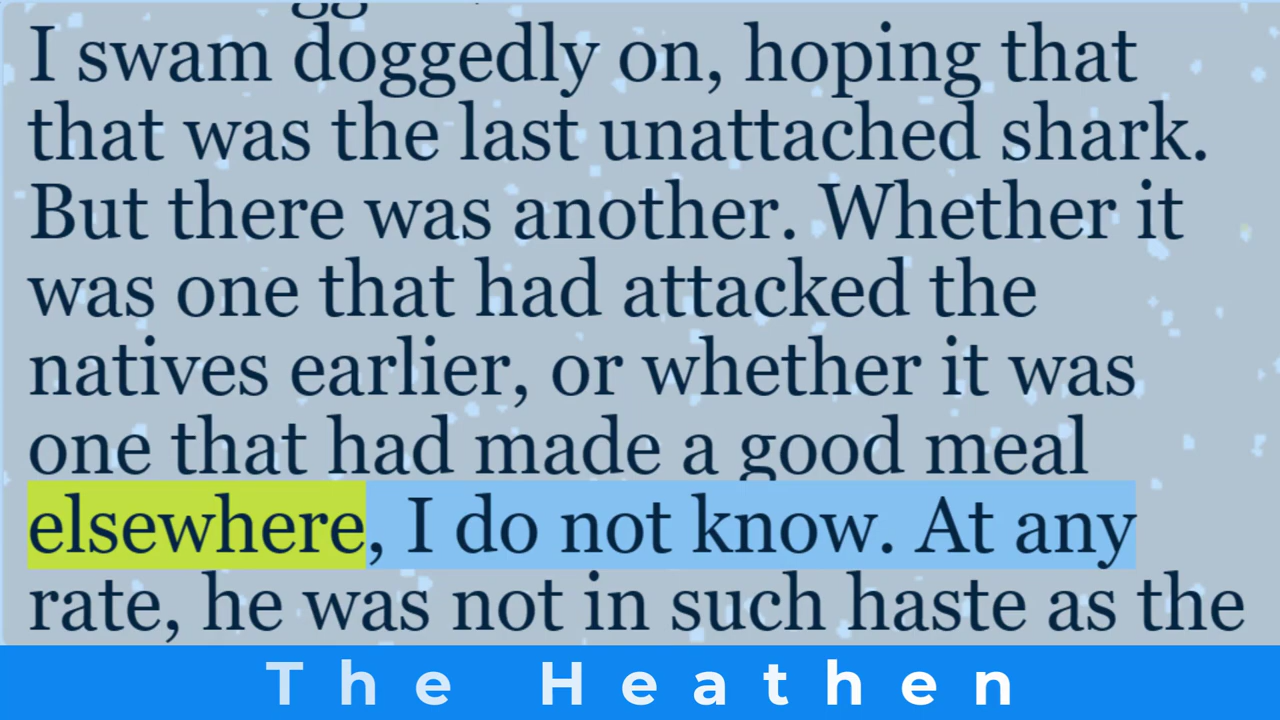 I swam doggedly on, hoping that
that was the last unattached shark.
But there was another. Whether it
was one that had attacked the
natives earlier, or whether it was
one that had made a good meal
elsewhere, I do not know. At any
rate, he was not in such haste as the
The Heathen